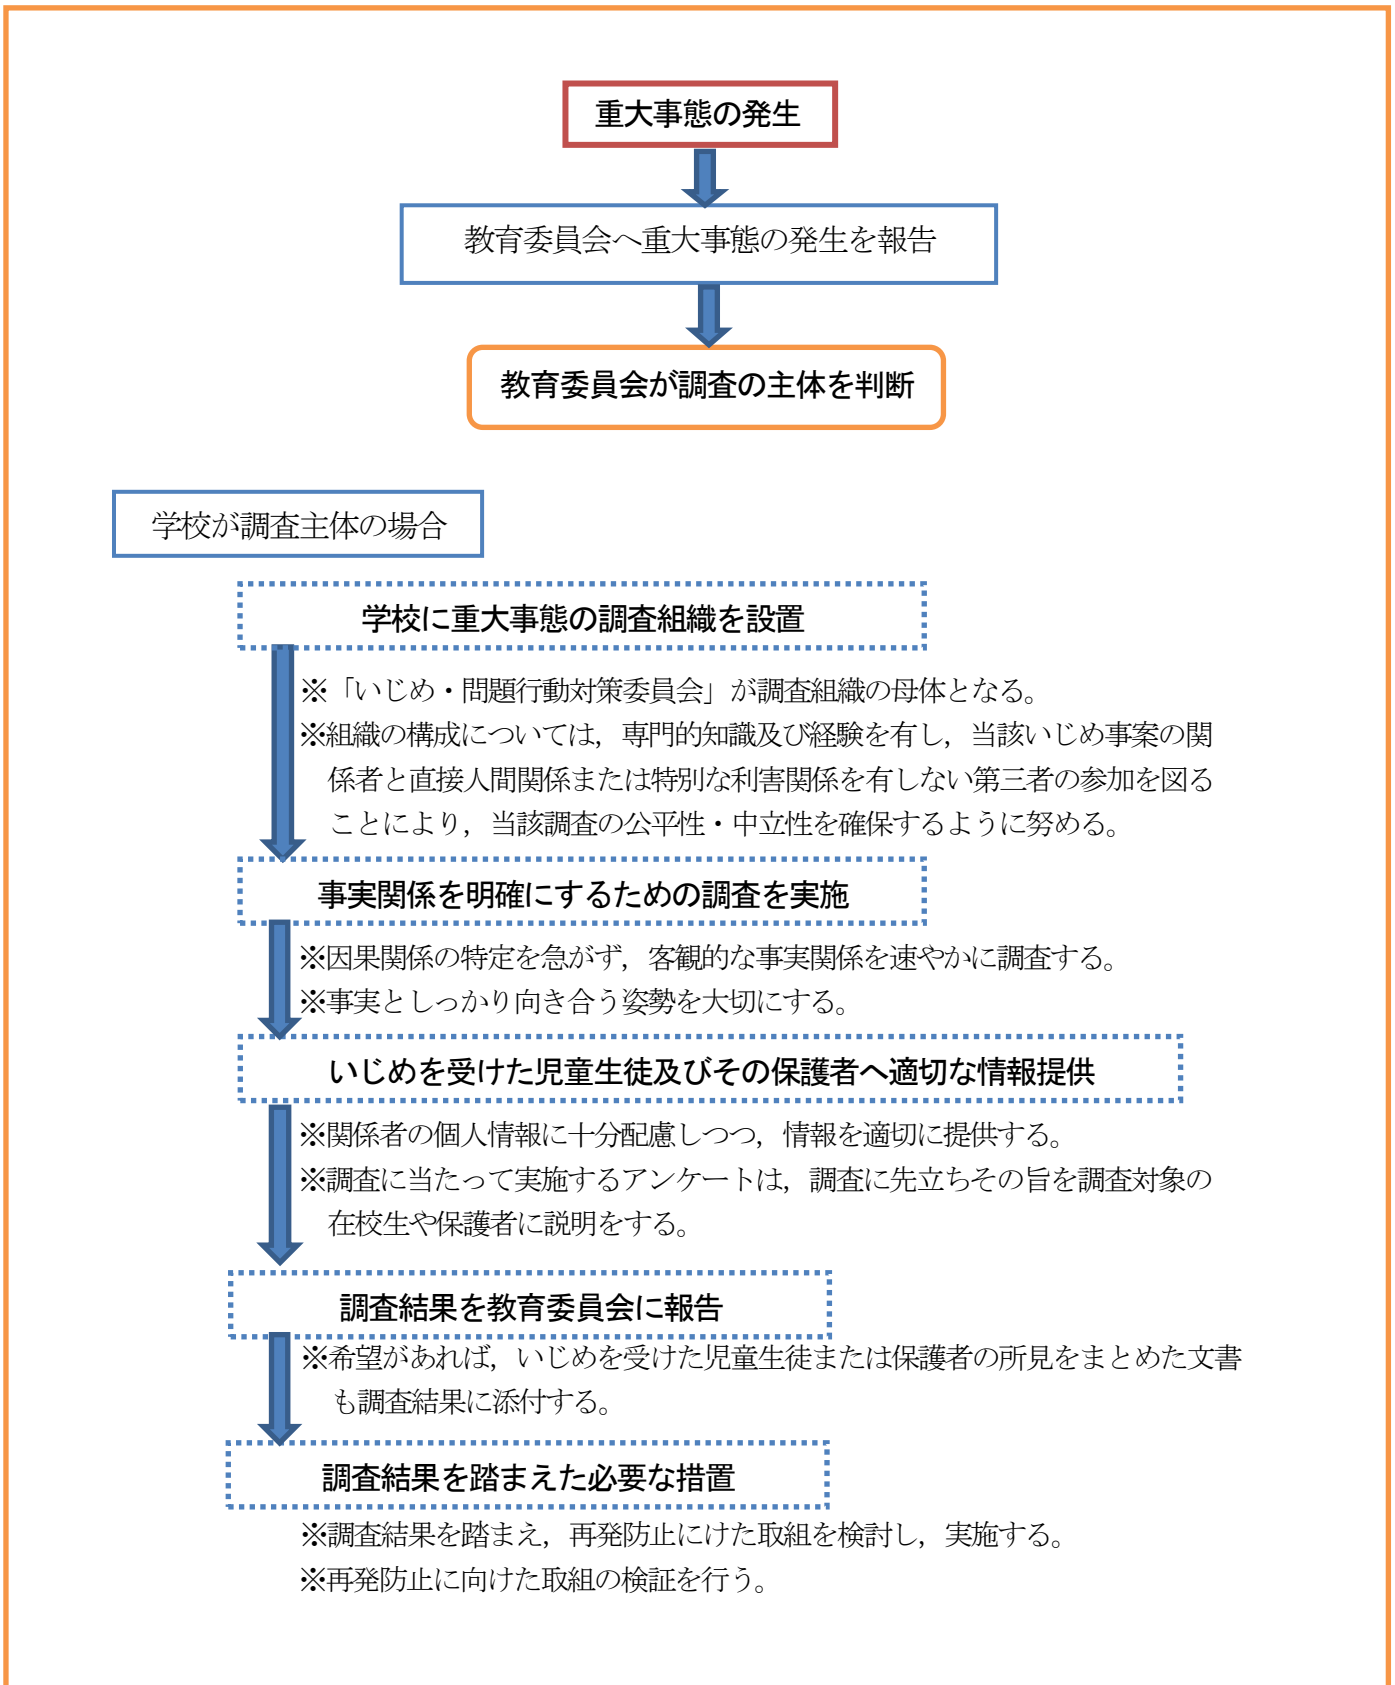 重大事態の発生
教育委員会へ重大事態の発生を報告
教育委員会が調査の主体を判断
学校が調査主体の場合
学校に重大事態の調査組織を設置
※「いじめ・問題行動対策委員会」が調査組織の母体となる。
※組織の構成については，専門的知識及び経験を有し，当該いじめ事案の関
係者と直接人間関係または特別な利害関係を有しない第三者の参加を図る
ことにより，当該調査の公平性・中立性を確保するように努める。
事実関係を明確にするための調査を実施
※因果関係の特定を急がず，客観的な事実関係を速やかに調査する。
※事実としっかり向き合う姿勢を大切にする。
いじめを受けた児童生徒及びその保護者へ適切な情報提供
※関係者の個人情報に十分配慮しつつ，情報を適切に提供する。
※調査に当たって実施するアンケートは，調査に先立ちその旨を調査対象の
在校生や保護者に説明をする。
調査結果を教育委員会に報告
※希望があれば，いじめを受けた児童生徒または保護者の所見をまとめた文書
も調査結果に添付する。
調査結果を踏まえた必要な措置
※調査結果を踏まえ，再発防止にけた取組を検討し，実施する。
※再発防止に向けた取組の検証を行う。